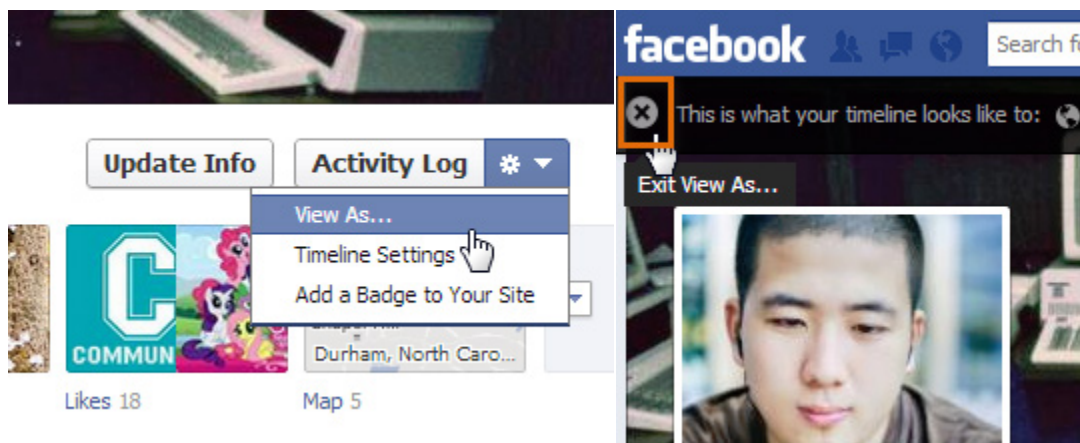 Update Info
Activity Log
View As...
Timeline Settings
Add a Badge to Your Site
C
COMMUN
Durham, North Caro...
Likes 18
Map 5
facebook
Search f
This is what your timeline looks like to:
Exit View As...